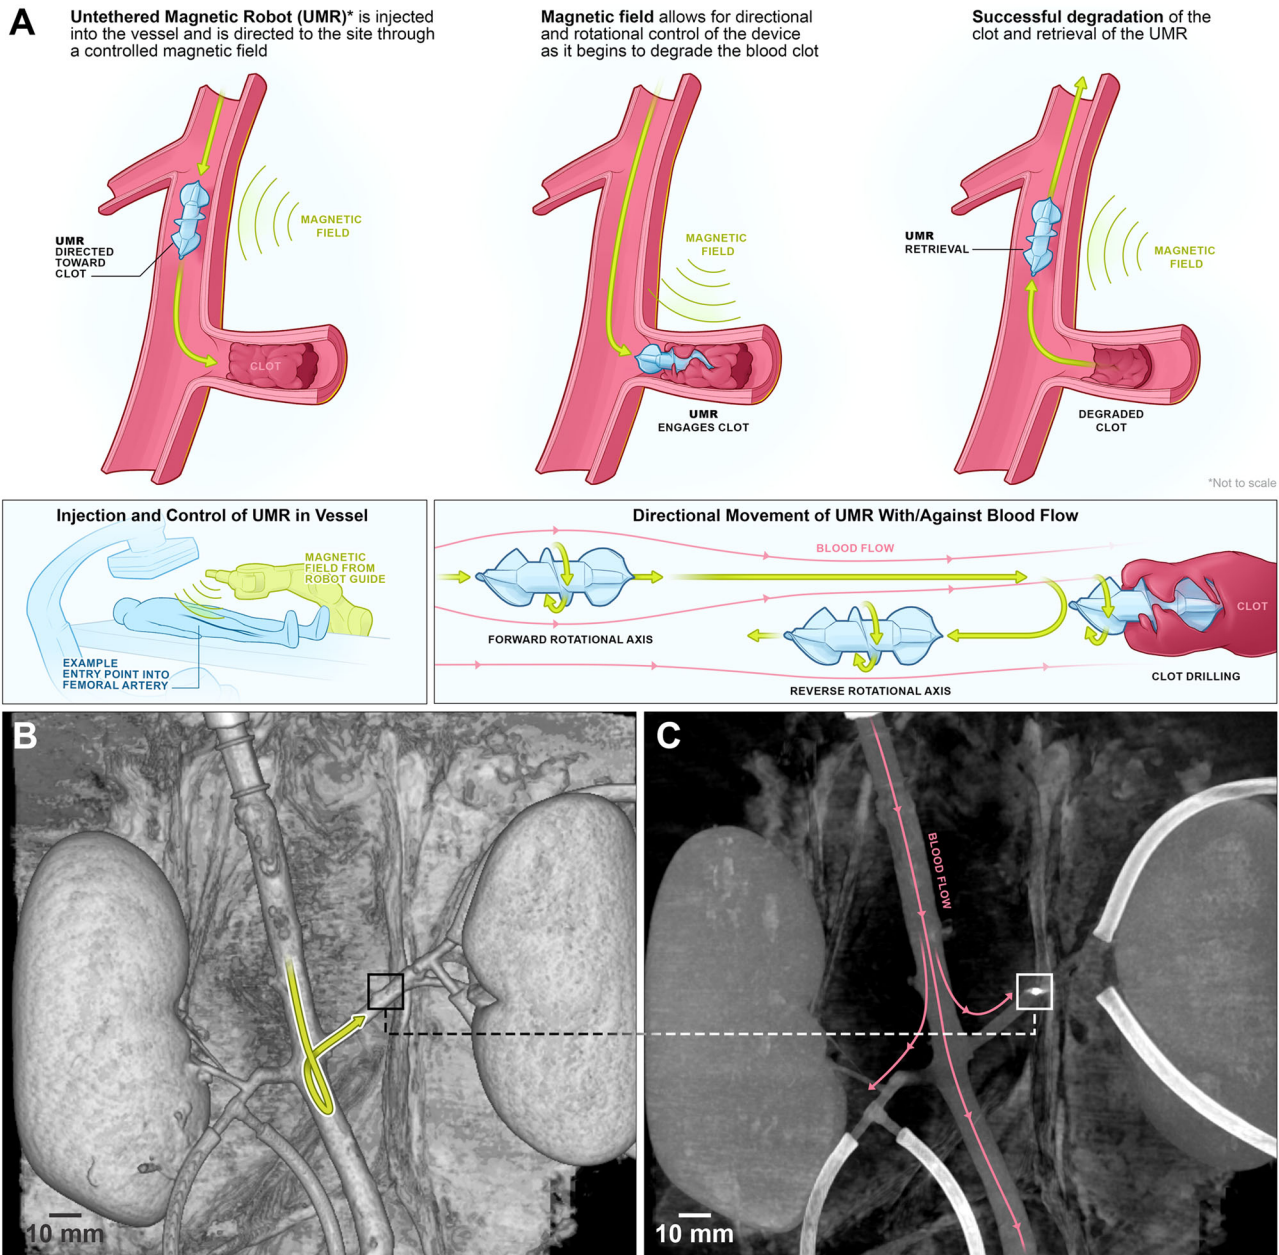 A
Untethered Magnetic Robot (UMR)* is injected
into the vessel and is directed to the site through
a controlled magnetic field
Magnetic field allows for directional
and rotational control of the device
as it begins to degrade the blood clot
Successful degradation of the
clot and retrieval of the UMR
MAGNETIC
FIELD
UMR
DIRECTED
TOWARD
CLOT
CLOT
MAGNETIC
FIELD
UMR
ENGAGES CLOT
UMR
RETRIEVAL
MAGNETIC
FIELD
DEGRADED
CLOT
*Not to scale
Injection and Control of UMR in Vessel
MAGNETIC
FIELD FROM
ROBOT GUIDE
EXAMPLE
ENTRY POINT INTO
FEMORAL ARTERY
Directional Movement of UMR With/Against Blood Flow
BLOOD FLOW
FORWARD ROTATIONAL AXIS
REVERSE ROTATIONAL AXIS
CLOT
CLOT DRILLING
B
10 mm
C
BLOOD FLOW
10 mm